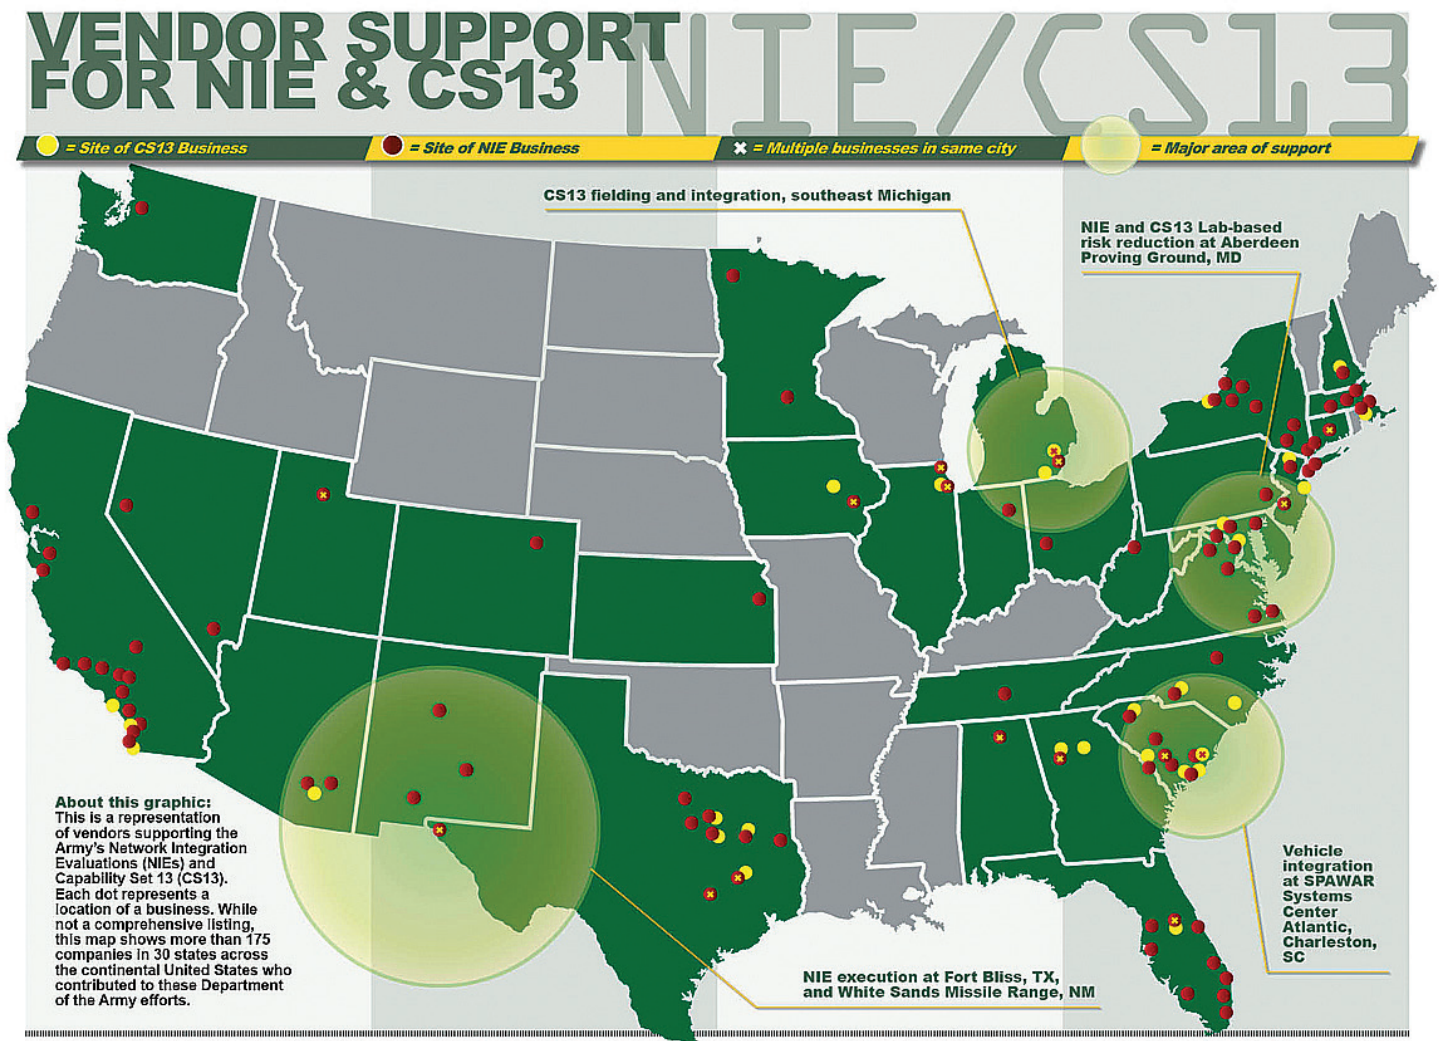 VENDOR SUPPORT
FOR NIE & CS13
NIE/CS13
= Site of CS13 Business
= Site of NIE Business
= Multiple businesses in same city
= Major area of support
CS13 fielding and integration, southeast Michigan
NIE and CS13 Lab-based
risk reduction at Aberdeen
Proving Ground, MD
About this graphic:
This is a representation
of vendors supporting the
Army's Network Integration
Evaluations (NIEs) and
Capability Set 13 (CS13).
Each dot represents a
location of a business. While
not a comprehensive listing,
this map shows more than 175
companies in 30 states across
the continental United States who
contributed to these Department
of the Army efforts.
Vehicle
integration
at SPAWAR
Systems
Center
Atlantic,
Charleston,
SC
NIE execution at Fort Bliss, TX,
and White Sands Missile Range, NM